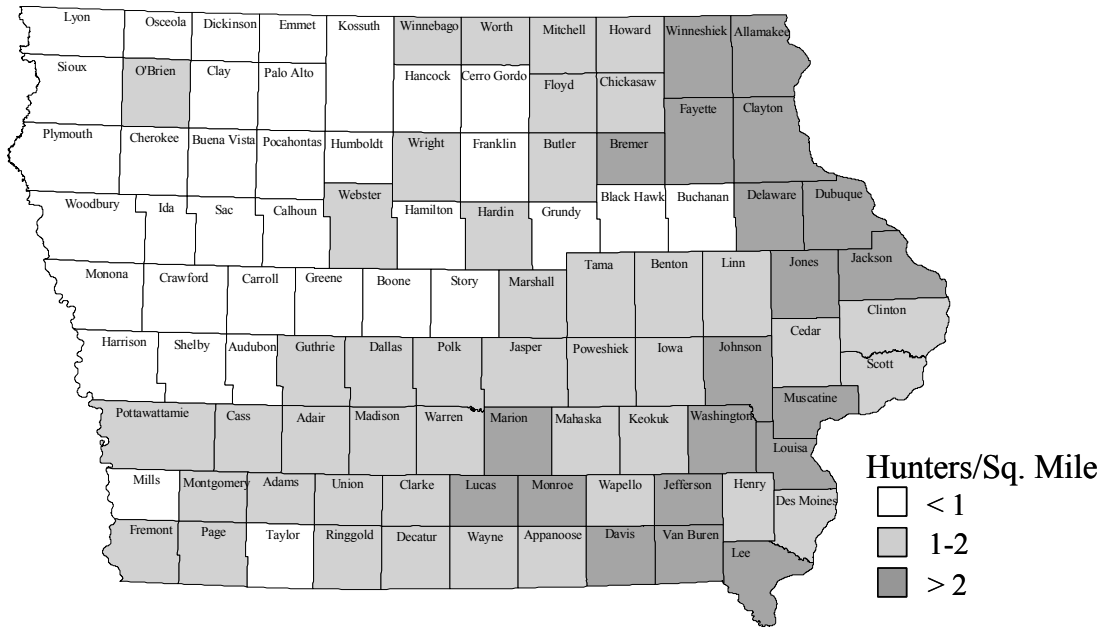 Lyon Osceola Dickinson Emmet Kossuth Winnebago Worth Mitchell Howard Winneshiek Allamakee
Sioux O'Brien Clay Palo Alto Hancock Cerro Gordo Floyd Chickasaw
Fayette Clayton
Plymouth Cherokee Buena Vista Pocahontas Humboldt Wright Franklin Butler Bremer
Woodbury Ida Sac Calhoun Webster Hamilton Hardin Grundy Black Hawk Buchanan Delaware Dubuque
Monona Crawford Carroll Greene Boone Story Marshall Tama Benton Linn Jones Jackson
Clinton
Harrison Shelby Audubon Guthrie Dallas Polk Jasper Poweshiek Iowa Johnson Cedar
Scott
Muscatine
Pottawattamie Cass Adair Madison Warren Marion Mahaska Keokuk Washington
Louisa
Mills Montgomery Adams Union Clarke Lucas Monroe Wapello Jefferson Henry
Des Moines
Fremont Page Taylor Ringgold Decatur Wayne Appanoose Davis Van Buren
Lee
Hunters/Sq. Mile
< 1
1-2
> 2